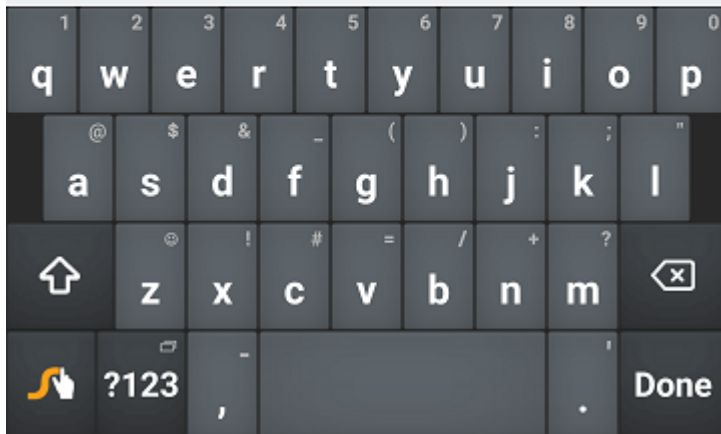 1 2 3 4 5 6 7 8 9 0
q w e r t y u i o p
@ $ & _ ( ) : ; "
a s d f g h j k l
☺ ! # = / + ?
z x c v b n m
- '
?123 , . Done